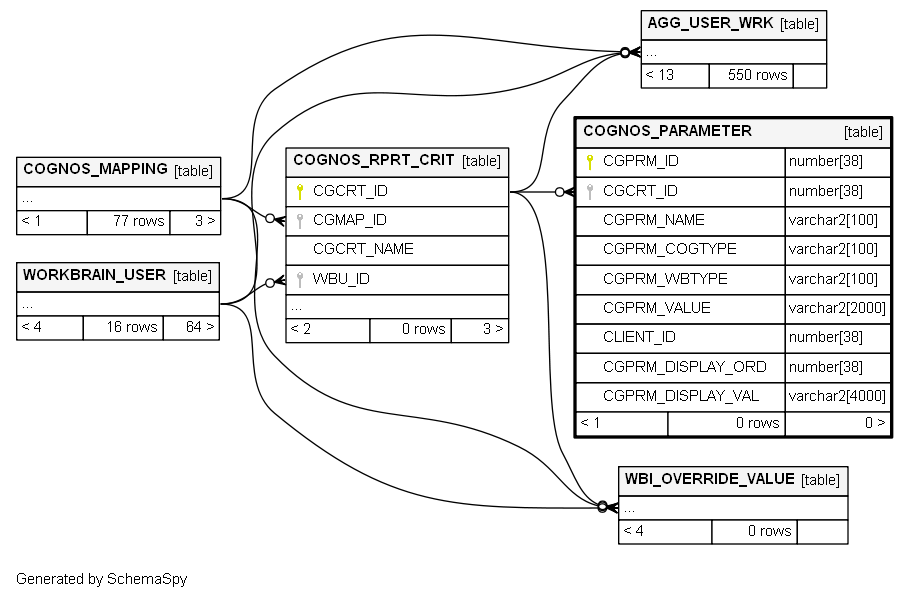 AGG_USER_WRK [table]
...
< 13 550 rows
COGNOS_PARAMETER [table]
CGPRM_ID number[38]
CGCRT_ID number[38]
CGPRM_NAME varchar2[100]
CGPRM_COGTYPE varchar2[100]
CGPRM_WBTYPE varchar2[100]
CGPRM_VALUE varchar2[2000]
CLIENT_ID number[38]
CGPRM_DISPLAY_ORD number[38]
CGPRM_DISPLAY_VAL varchar2[4000]
< 1 0 rows 0 >
COGNOS_RPRT_CRIT [table]
CGCRT_ID
CGMAP_ID
CGCRT_NAME
WBU_ID
...
< 2 0 rows 3 >
COGNOS_MAPPING [table]
...
< 1 77 rows 3 >
WORKBRAIN_USER [table]
...
< 4 16 rows 64 >
WBI_OVERRIDE_VALUE [table]
...
< 4 0 rows
Generated by SchemaSpy